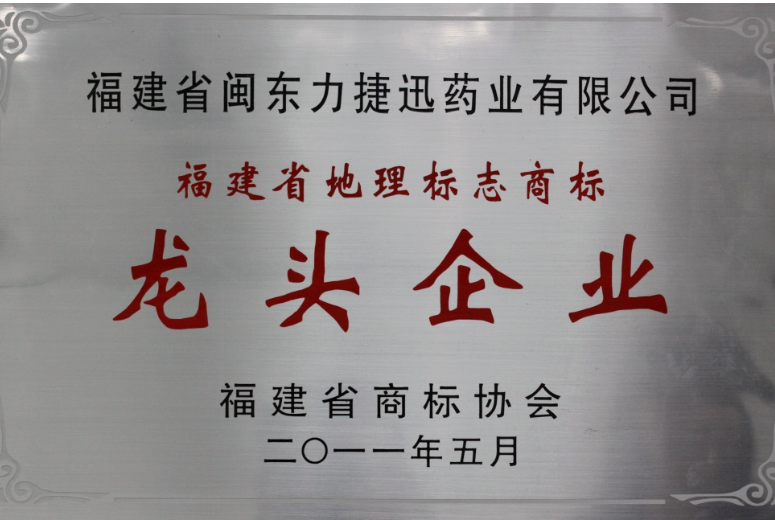 福建省闽东力捷迅药业有限公司
福建省地理标志商标
龙头企业
福建省商标协会
二〇一一年五月